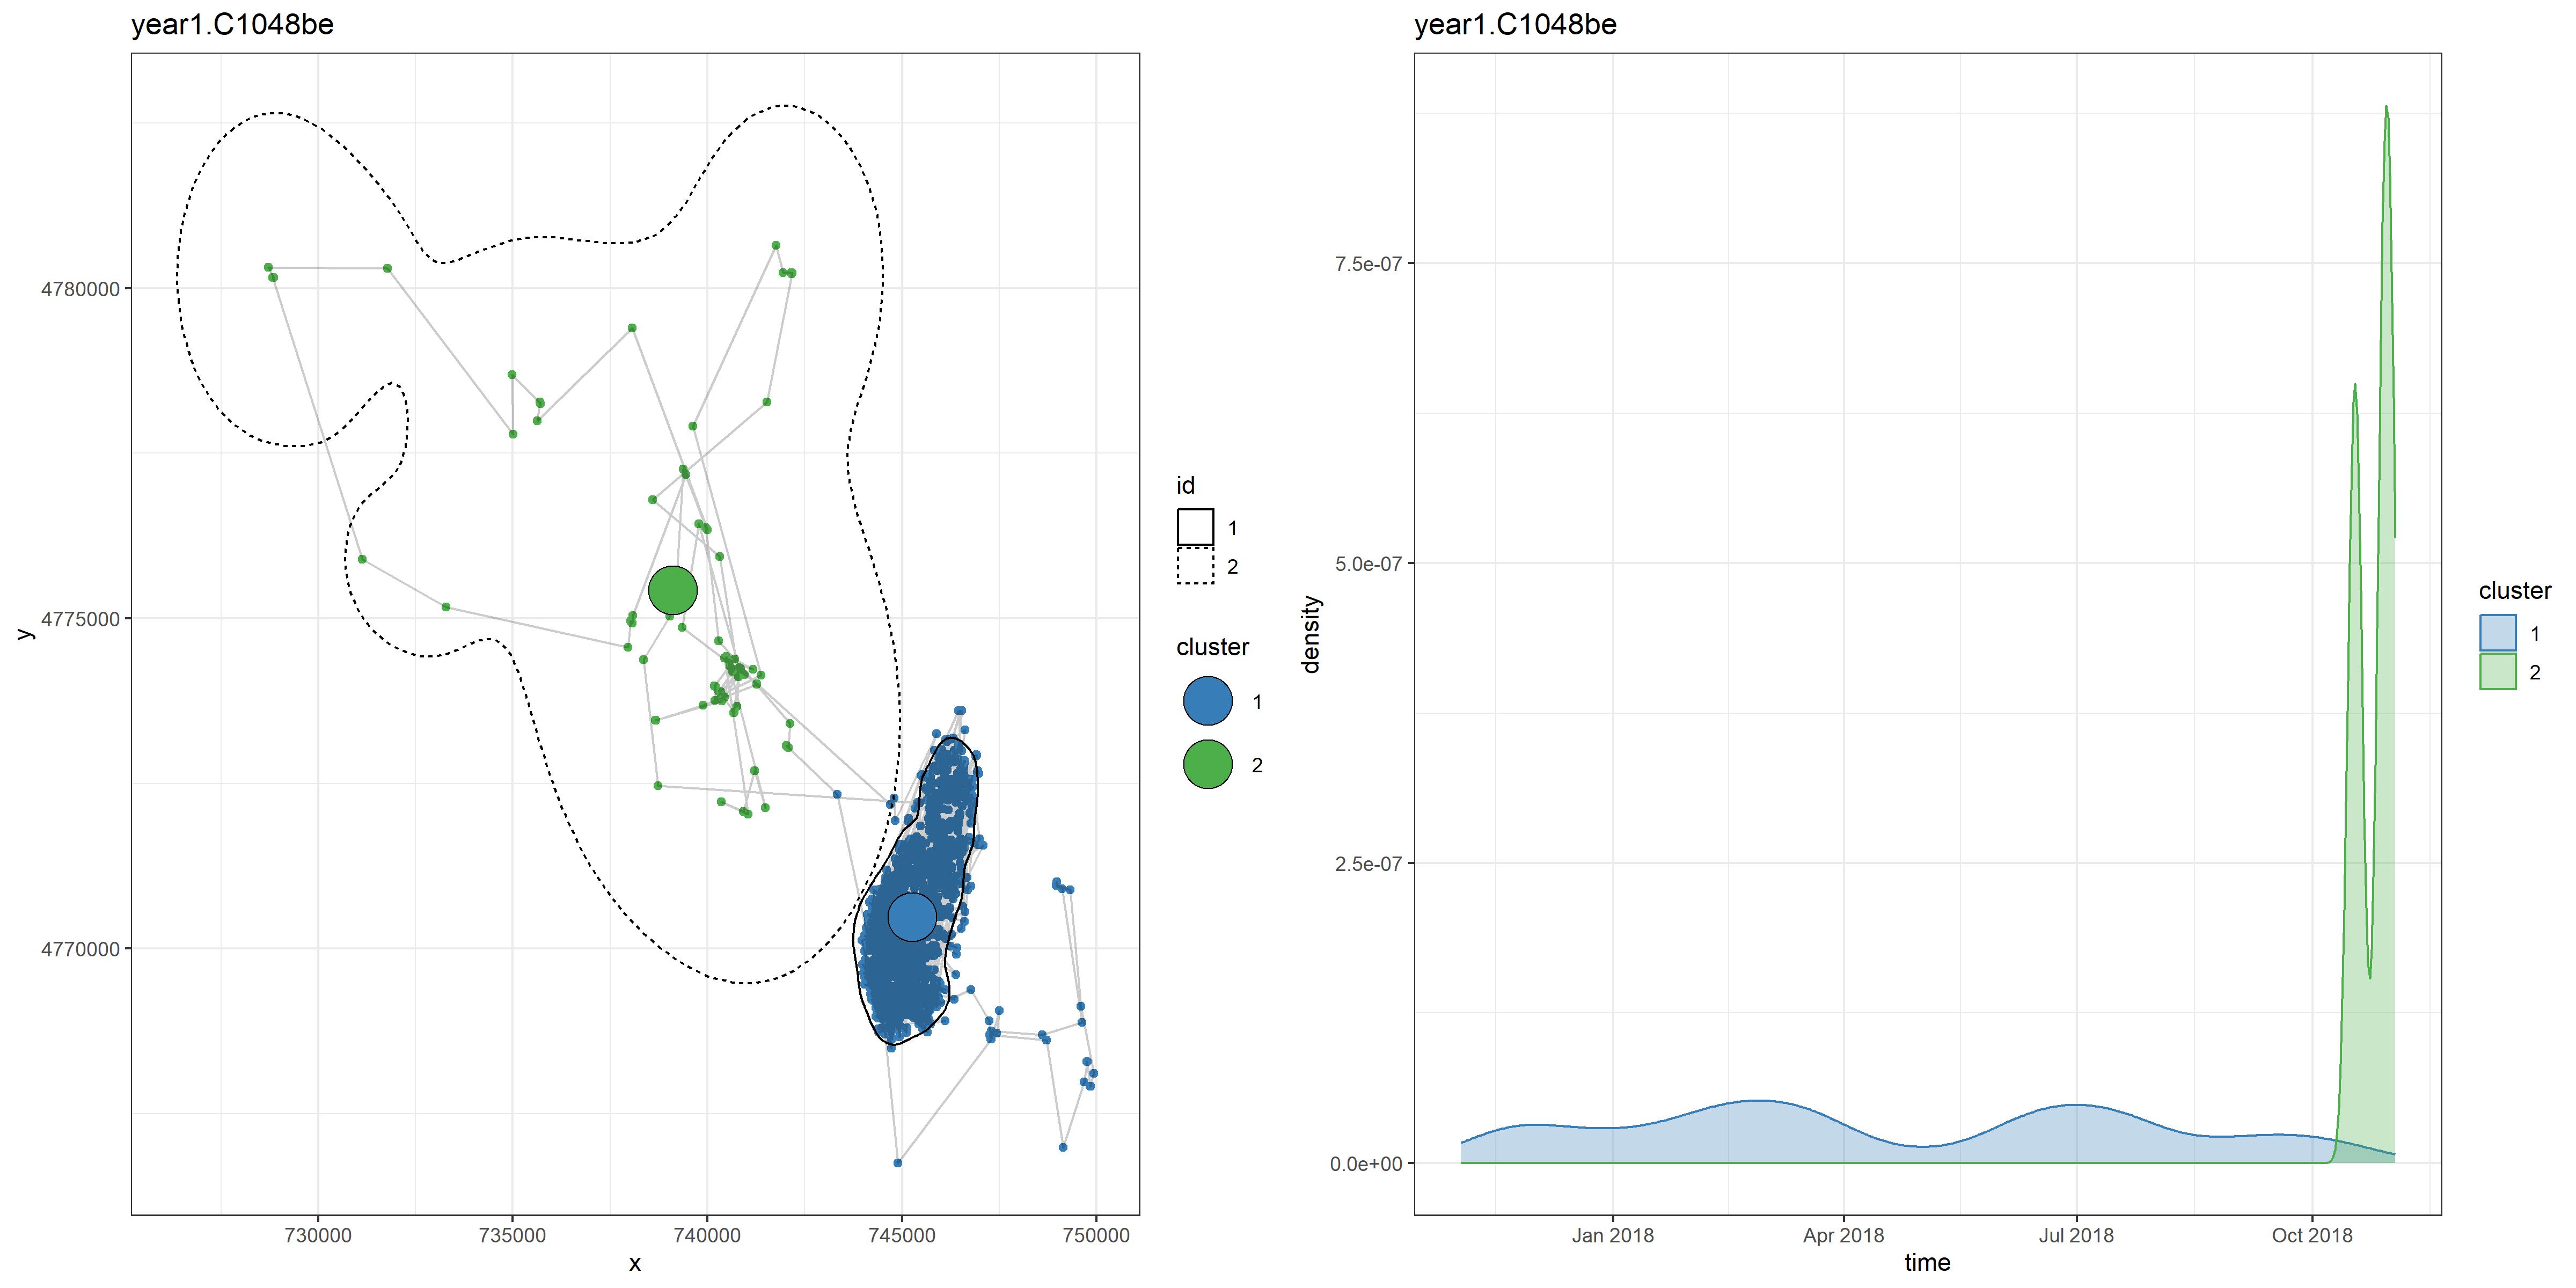 year1.C1048be
4780000
4775000
4770000
y
730000
735000
740000
745000
750000
x
id
1
2
cluster
1
2
year1.C1048be
7.5e-07
5.0e-07
2.5e-07
0.0e+00
density
Jan 2018
Apr 2018
Jul 2018
Oct 2018
time
cluster
1
2